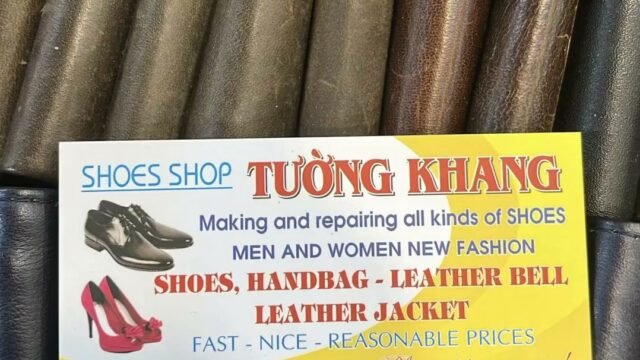 SHOES SHOP TƯỜNG KHANG
Making and repairing all kinds of SHOES
MEN AND WOMEN NEW FASHION
SHOES, HANDBAG - LEATHER BELL
LEATHER JACKET
FAST - NICE - REASONABLE PRICES